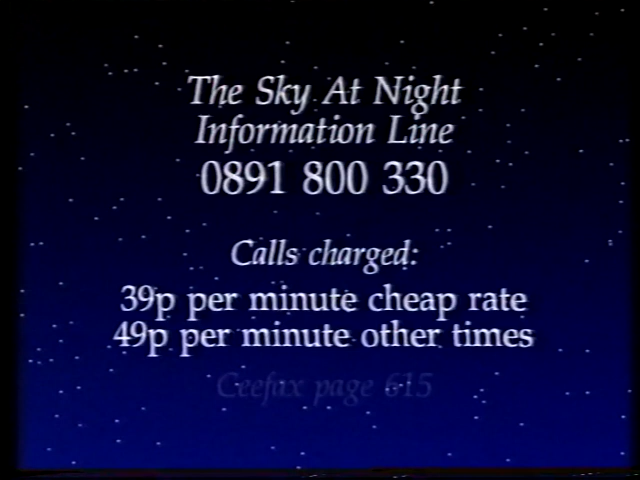 The Sky At Night
Information Line
0891 800 330
Calls charged:
39p per minute cheap rate
49p per minute other times
Ceefax page 615